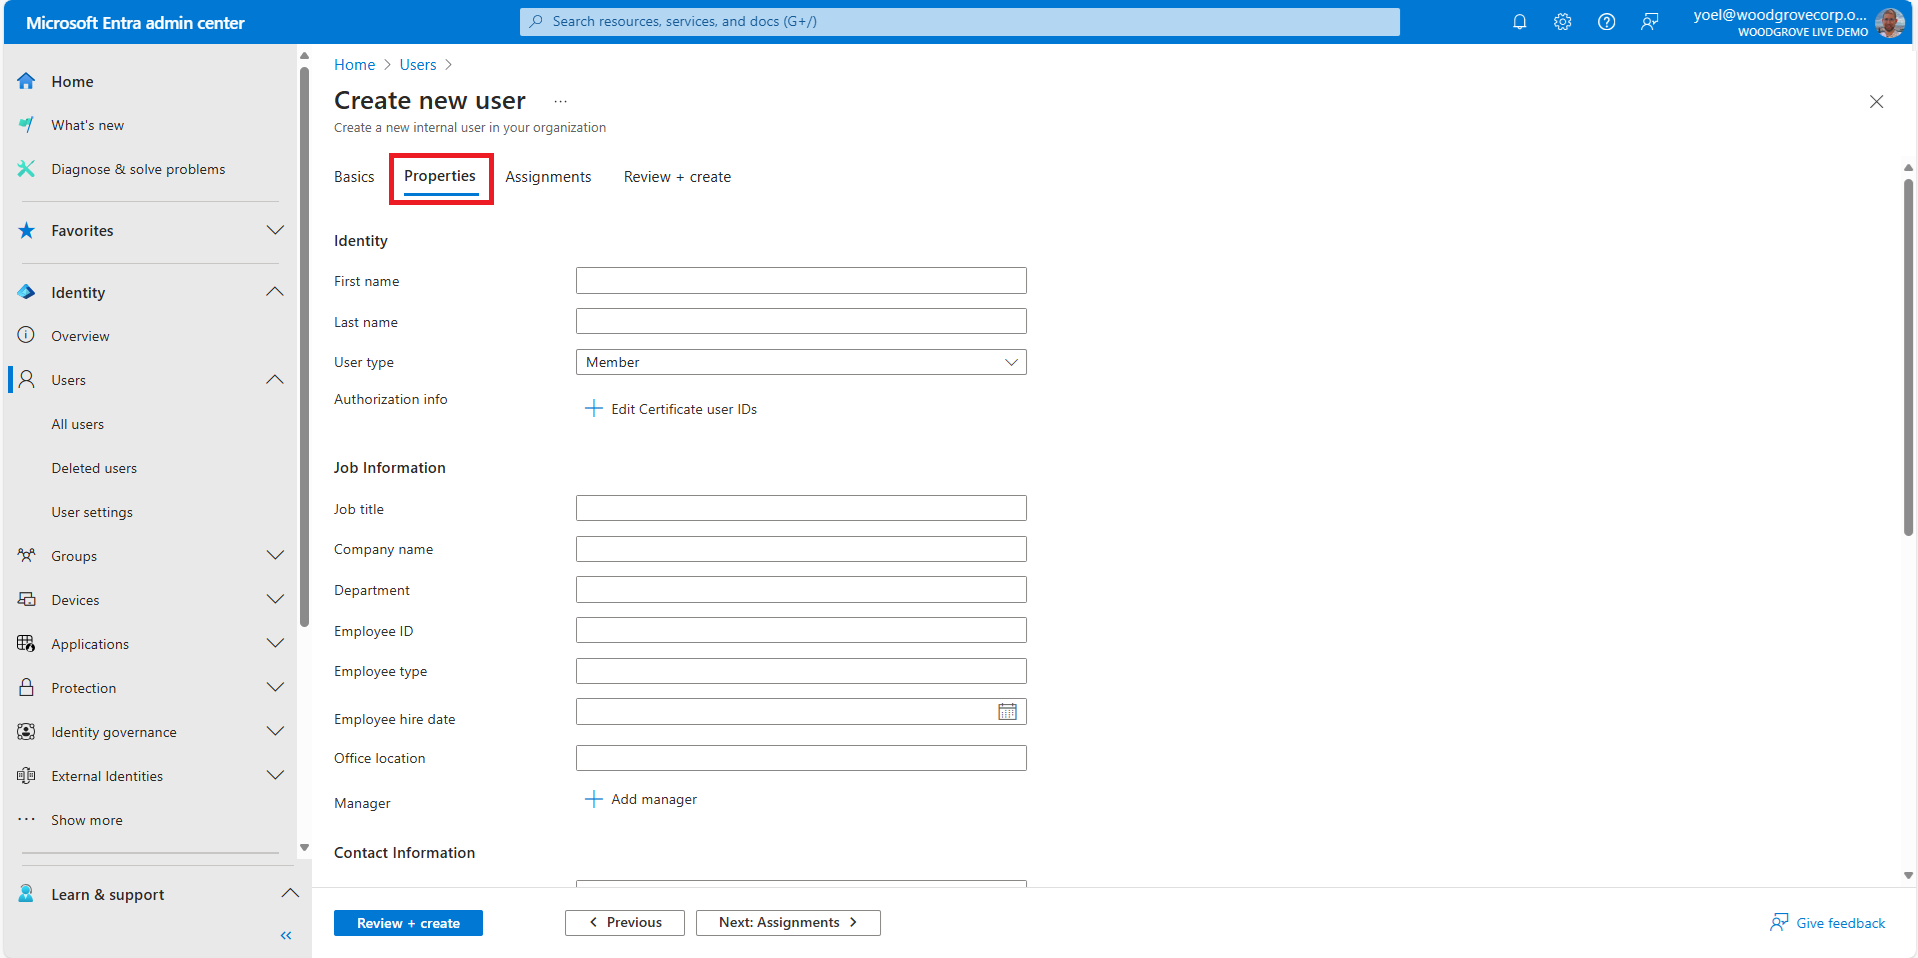 Microsoft Entra admin center
Search resources, services, and docs (G+/)
yoel@woodgrovecorp.o...
WOODGROVE LIVE DEMO
Home
What's new
Diagnose & solve problems
Favorites
Identity
Overview
Users
All users
Deleted users
User settings
Groups
Devices
Applications
Protection
Identity governance
External Identities
Show more
Learn & support
Home > Users >
Create new user ...
Create a new internal user in your organization
Basics Properties Assignments Review + create
Identity
First name
Last name
User type Member
Authorization info
Edit Certificate user IDs
Job Information
Job title
Company name
Department
Employee ID
Employee type
Employee hire date
Office location
Manager Add manager
Contact Information
Review + create < Previous Next: Assignments > Give feedback